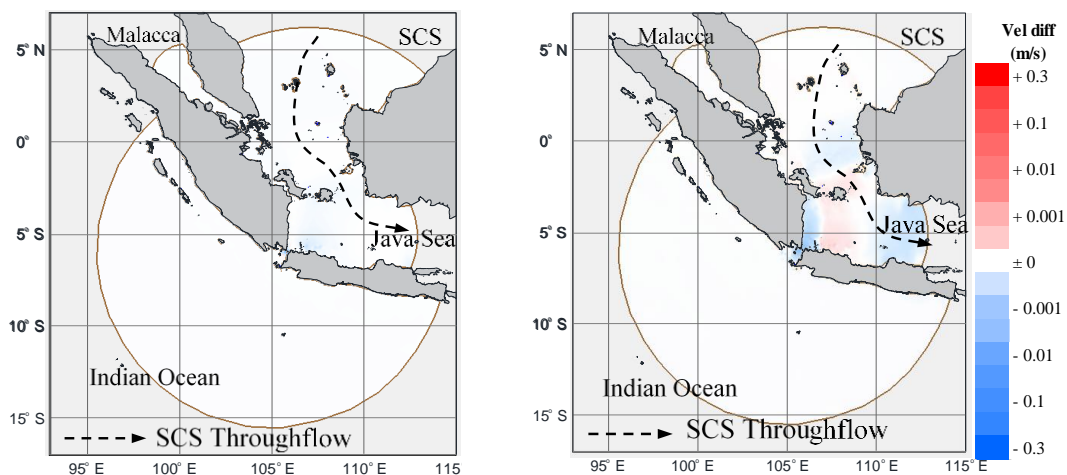 Malacca
SCS
5° N
0°
5° S
10° S
15° S
Java Sea
Indian Ocean
SCS Throughflow
95° E
100° E
105° E
110° E
115
Malacca
SCS
5° N
0°
5° S
10° S
15° S
Java Sea
Indian Ocean
SCS Throughflow
95° E
100° E
105° E
110° E
115° E
Vel diff
(m/s)
+ 0.3
+ 0.1
+ 0.01
+ 0.001
± 0
- 0.001
- 0.01
- 0.1
- 0.3